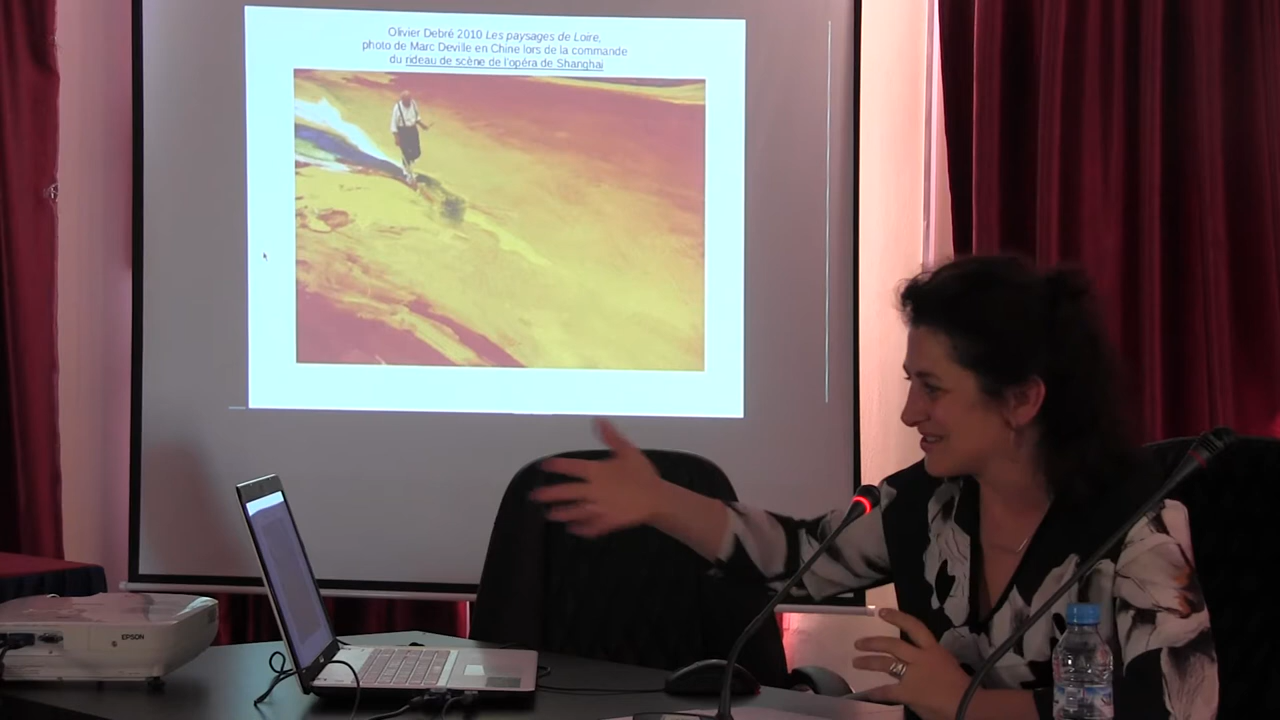 Olivier Debré 2010 Les paysages de Loire,
photo de Marc Deville en Chine lors de la commande
du rideau de scène de l'opéra de Shanghai
EPSON